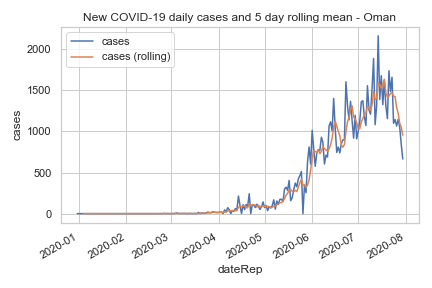 New COVID-19 daily cases and 5 day rolling mean - Oman
cases
cases (rolling)
2000
1500
1000
500
0
cases
2020-01
2020-02
2020-03
2020-04
2020-05
2020-06
2020-07
2020-08
dateRep